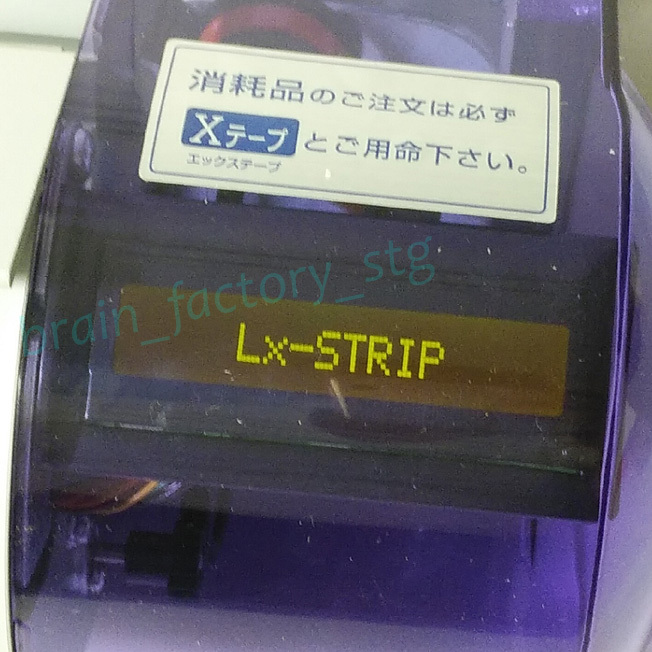 消耗品のご注文は必ず
Xテープとご用命下さい。
エックステープ
brain_factory_stg
Lx-STRIP